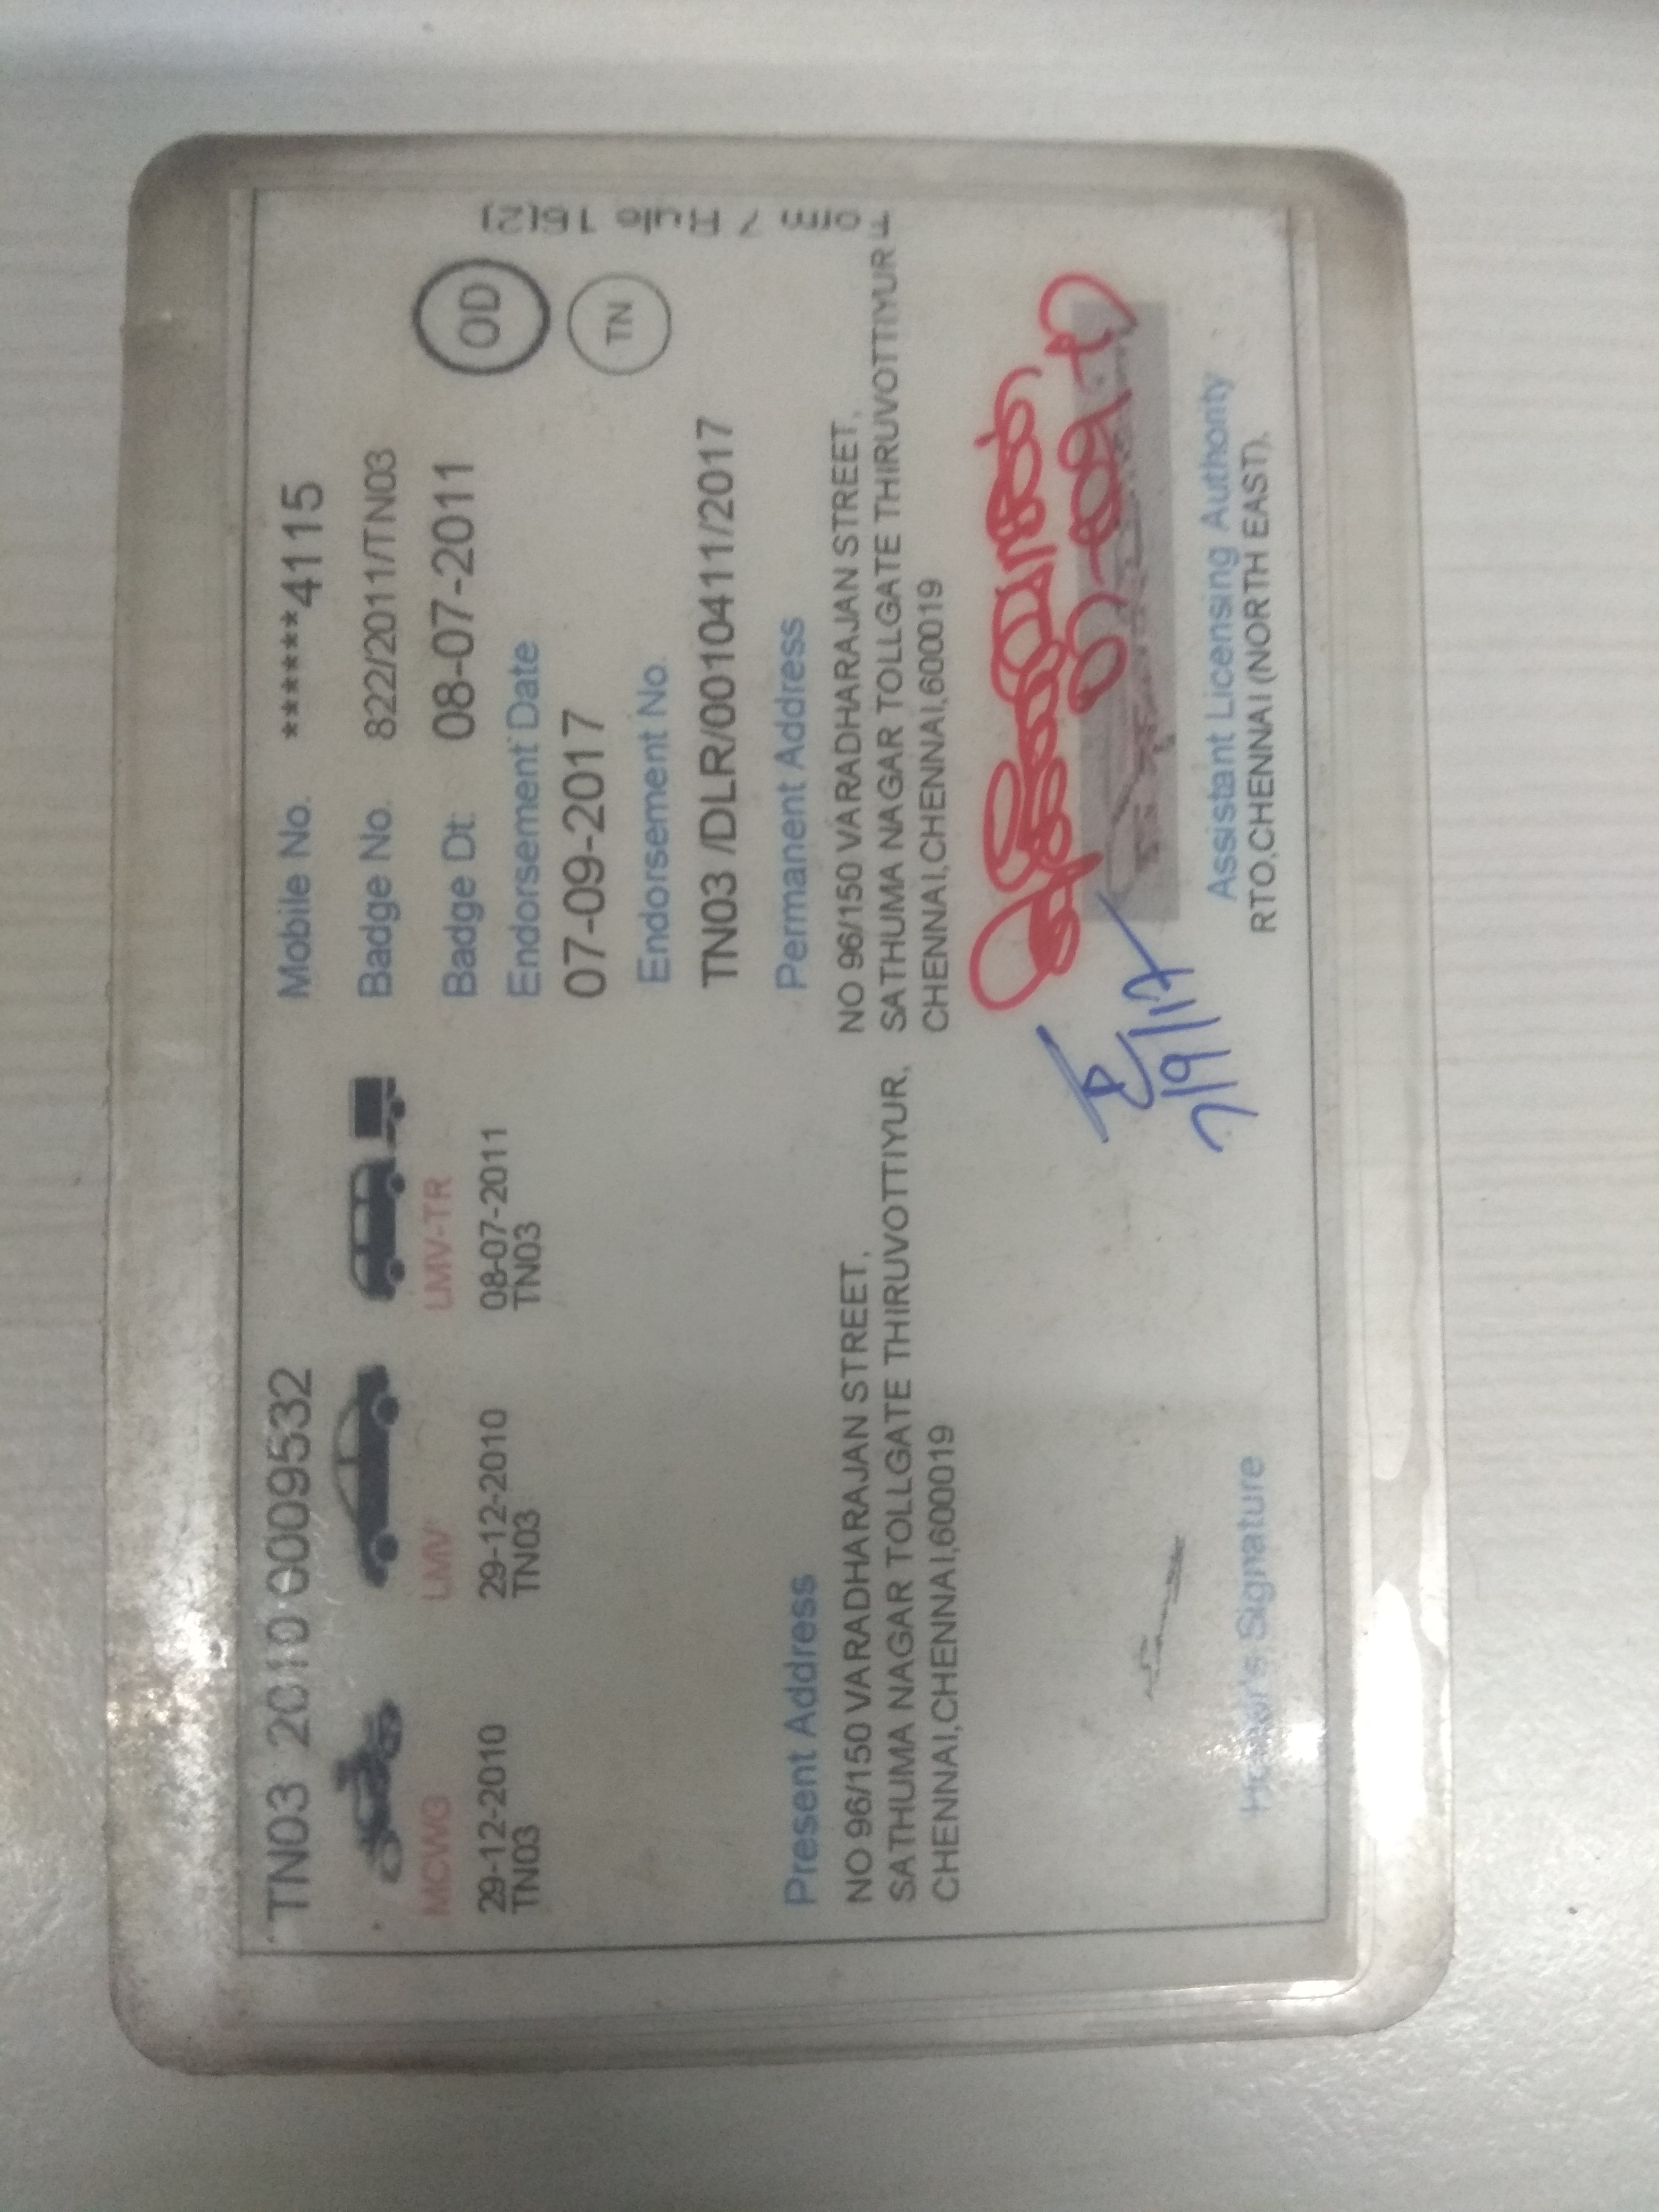 TN03 2010 0009532
MCWG
29-12-2010
TN03
LMV
29-12-2010
TN03
LMV-TR
08-07-2011
TN03
Mobile No. ******4115
Badge No. 822/2011/TN03
Badge Dt. 08-07-2011
Endorsement Date
07-09-2017
Endorsement No.
TN03 /DLR/0010411/2017
OD
TN
Form 7 Rule 16(2)
Present Address
NO 96/150 VARADHARAJAN STREET,
SATHUMA NAGAR TOLLGATE THIRUVOTTIYUR,
CHENNAI,CHENNAI,600019
Permanent Address
NO 96/150 VARADHARAJAN STREET,
SATHUMA NAGAR TOLLGATE THIRUVOTTIYUR
CHENNAI,CHENNAI,600019
7/9/17
Holder's Signature
Assistant Licensing Authority
RTO,CHENNAI (NORTH EAST),